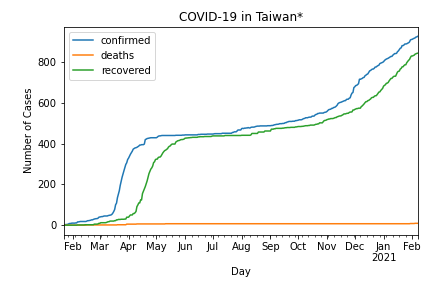 COVID-19 in Taiwan*
confirmed
deaths
recovered
Number of Cases
800
600
400
200
0
Feb Mar Apr May Jun Jul Aug Sep Oct Nov Dec Jan Feb
2021
Day